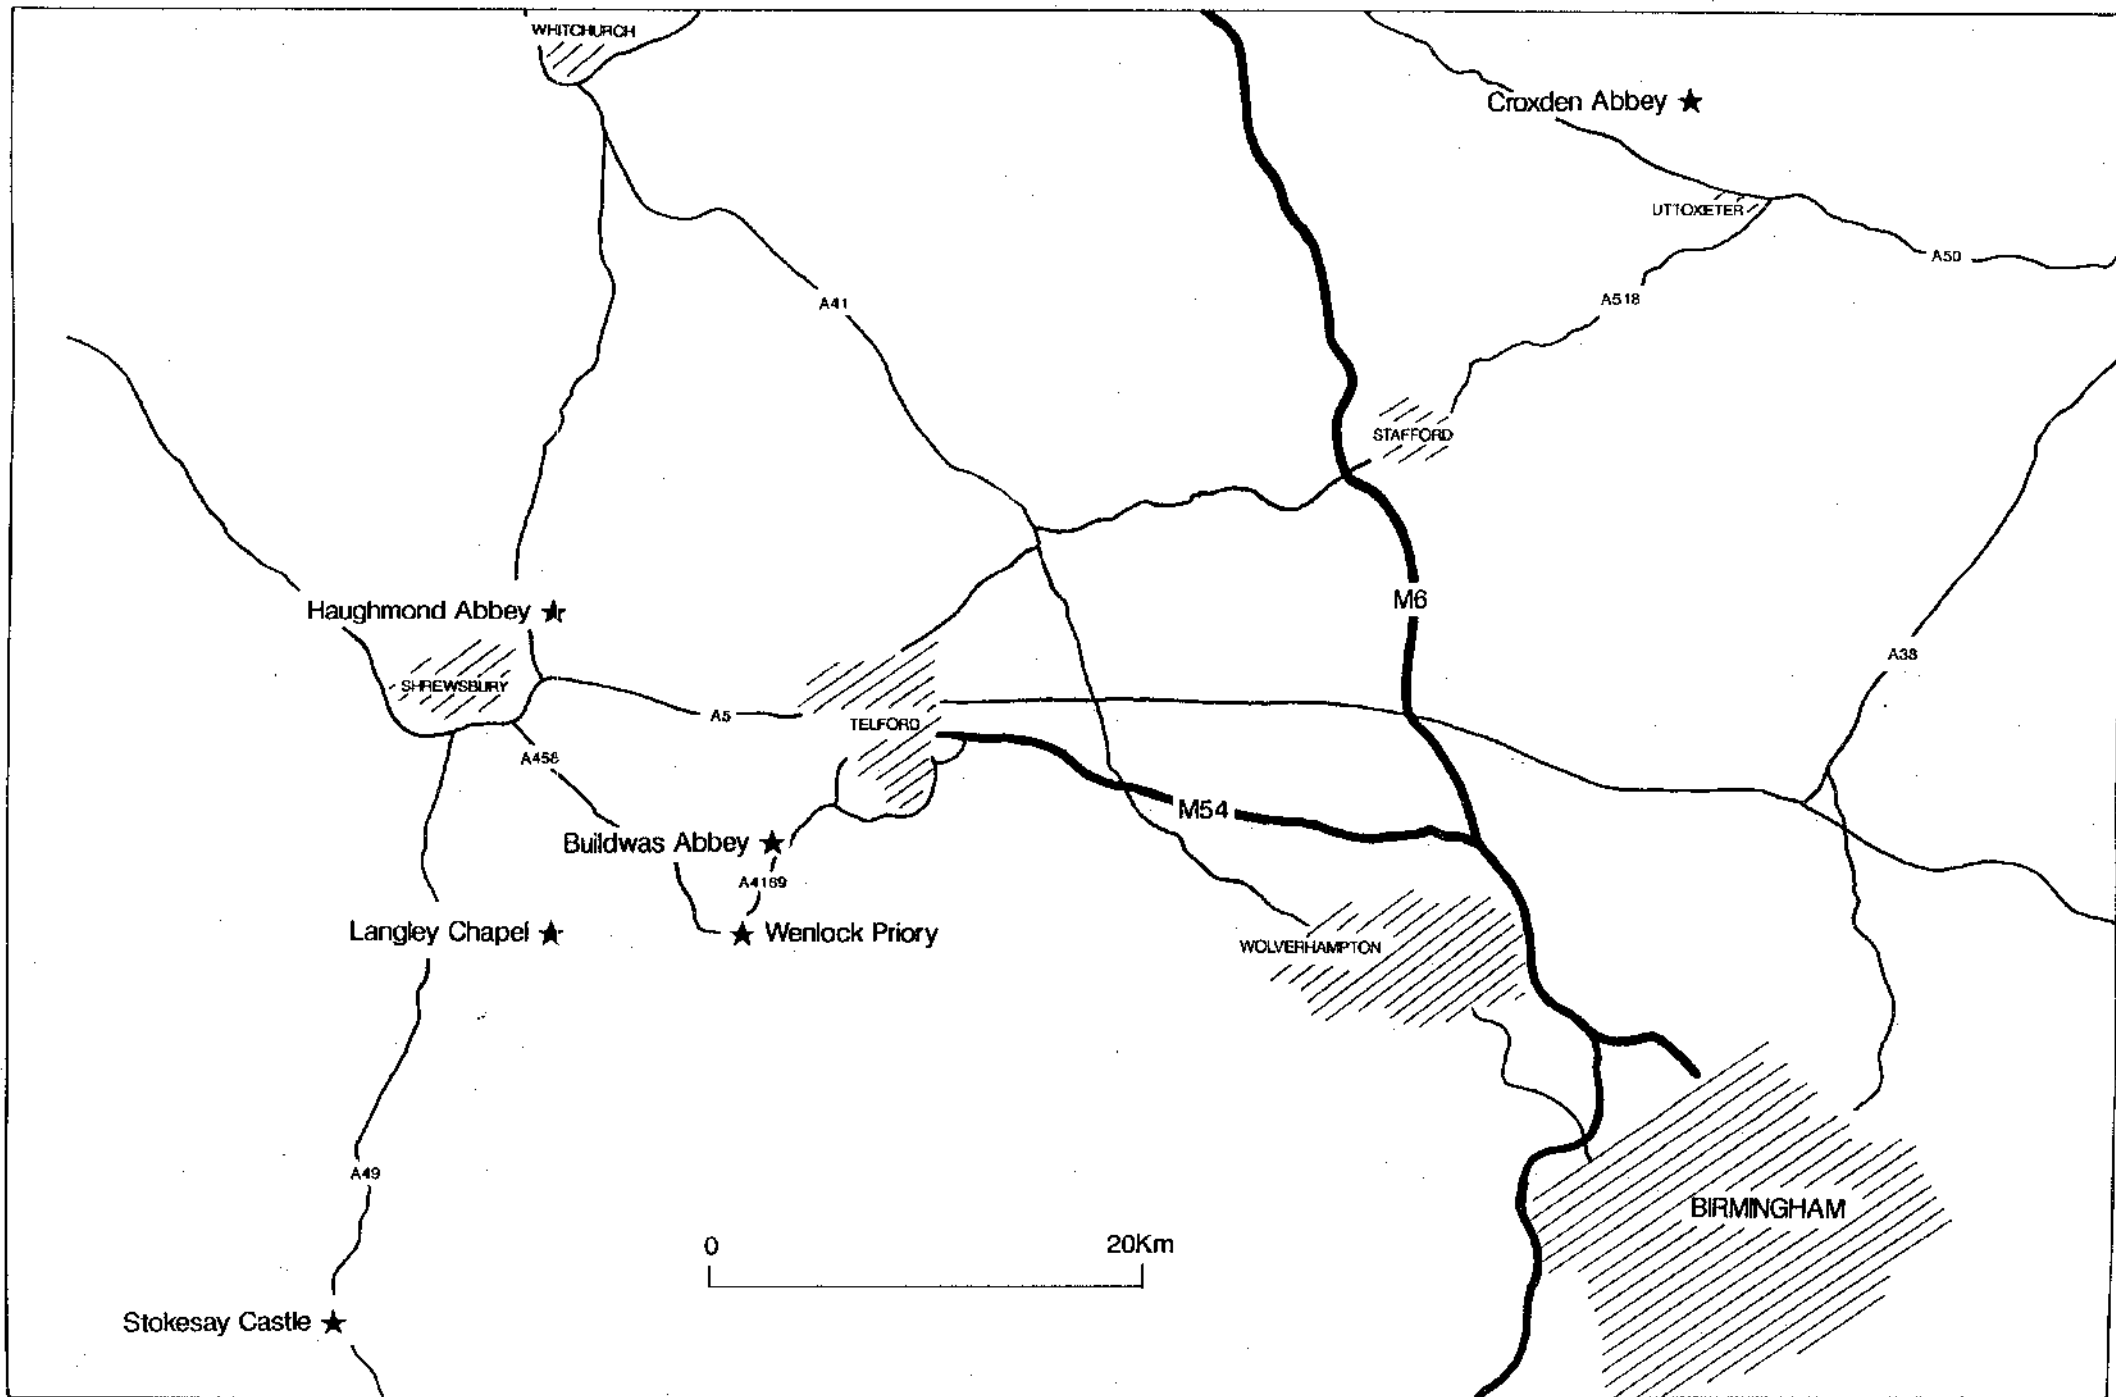 WHITCHURCH
Croxden Abbey
UTTOXETER
A50
A518
A41
STAFFORD
M6
Haughmond Abbey
A38
SHREWSBURY
A5
TELFORD
A458
M54
Buildwas Abbey
A4169
Langley Chapel
Wenlock Priory
WOLVERHAMPTON
A49
BIRMINGHAM
0 20Km
Stokesay Castle